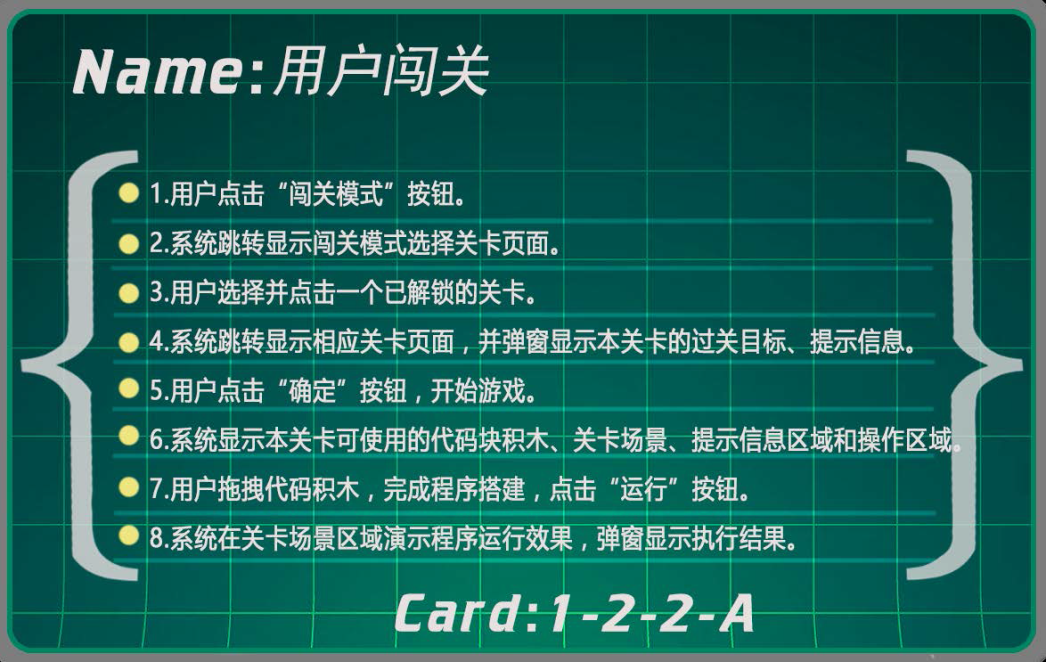 Name:用户闯关
1.用户点击“闯关模式”按钮。
2.系统跳转显示闯关模式选择关卡页面。
3.用户选择并点击一个已解锁的关卡。
4.系统跳转显示相应关卡页面，并弹窗显示本关卡的过关目标、提示信息。
5.用户点击“确定”按钮，开始游戏。
6.系统显示本关卡可使用的代码块积木、关卡场景、提示信息区域和操作区域。
7.用户拖拽代码积木，完成程序搭建，点击“运行”按钮。
8.系统在关卡场景区域演示程序运行效果，弹窗显示执行结果。
Card:1-2-2-A